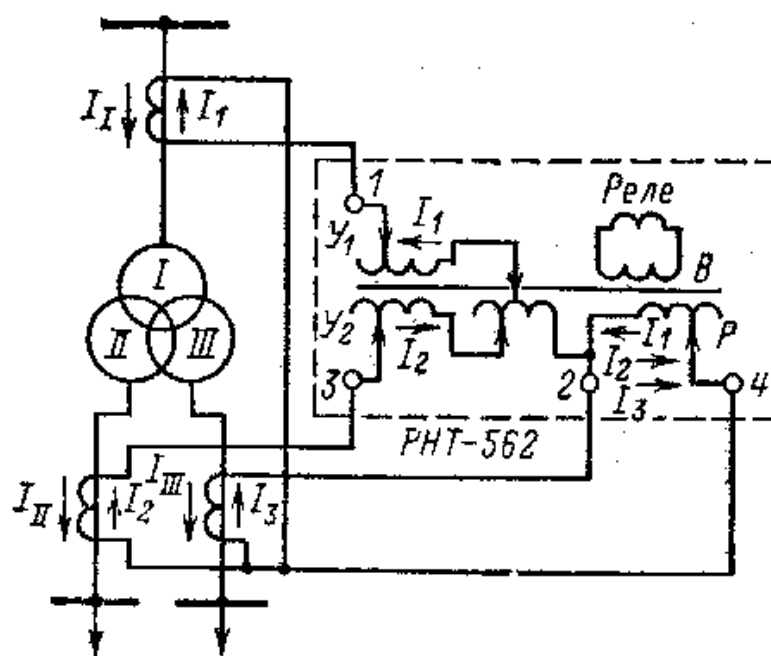 I_I I_1
1
Реле
У_1 I_1
B
I
II III
У_2 I_2
I_1 P
I_2
3 2 4
I_3
РНТ-562
I_II I_2 I_III I_3